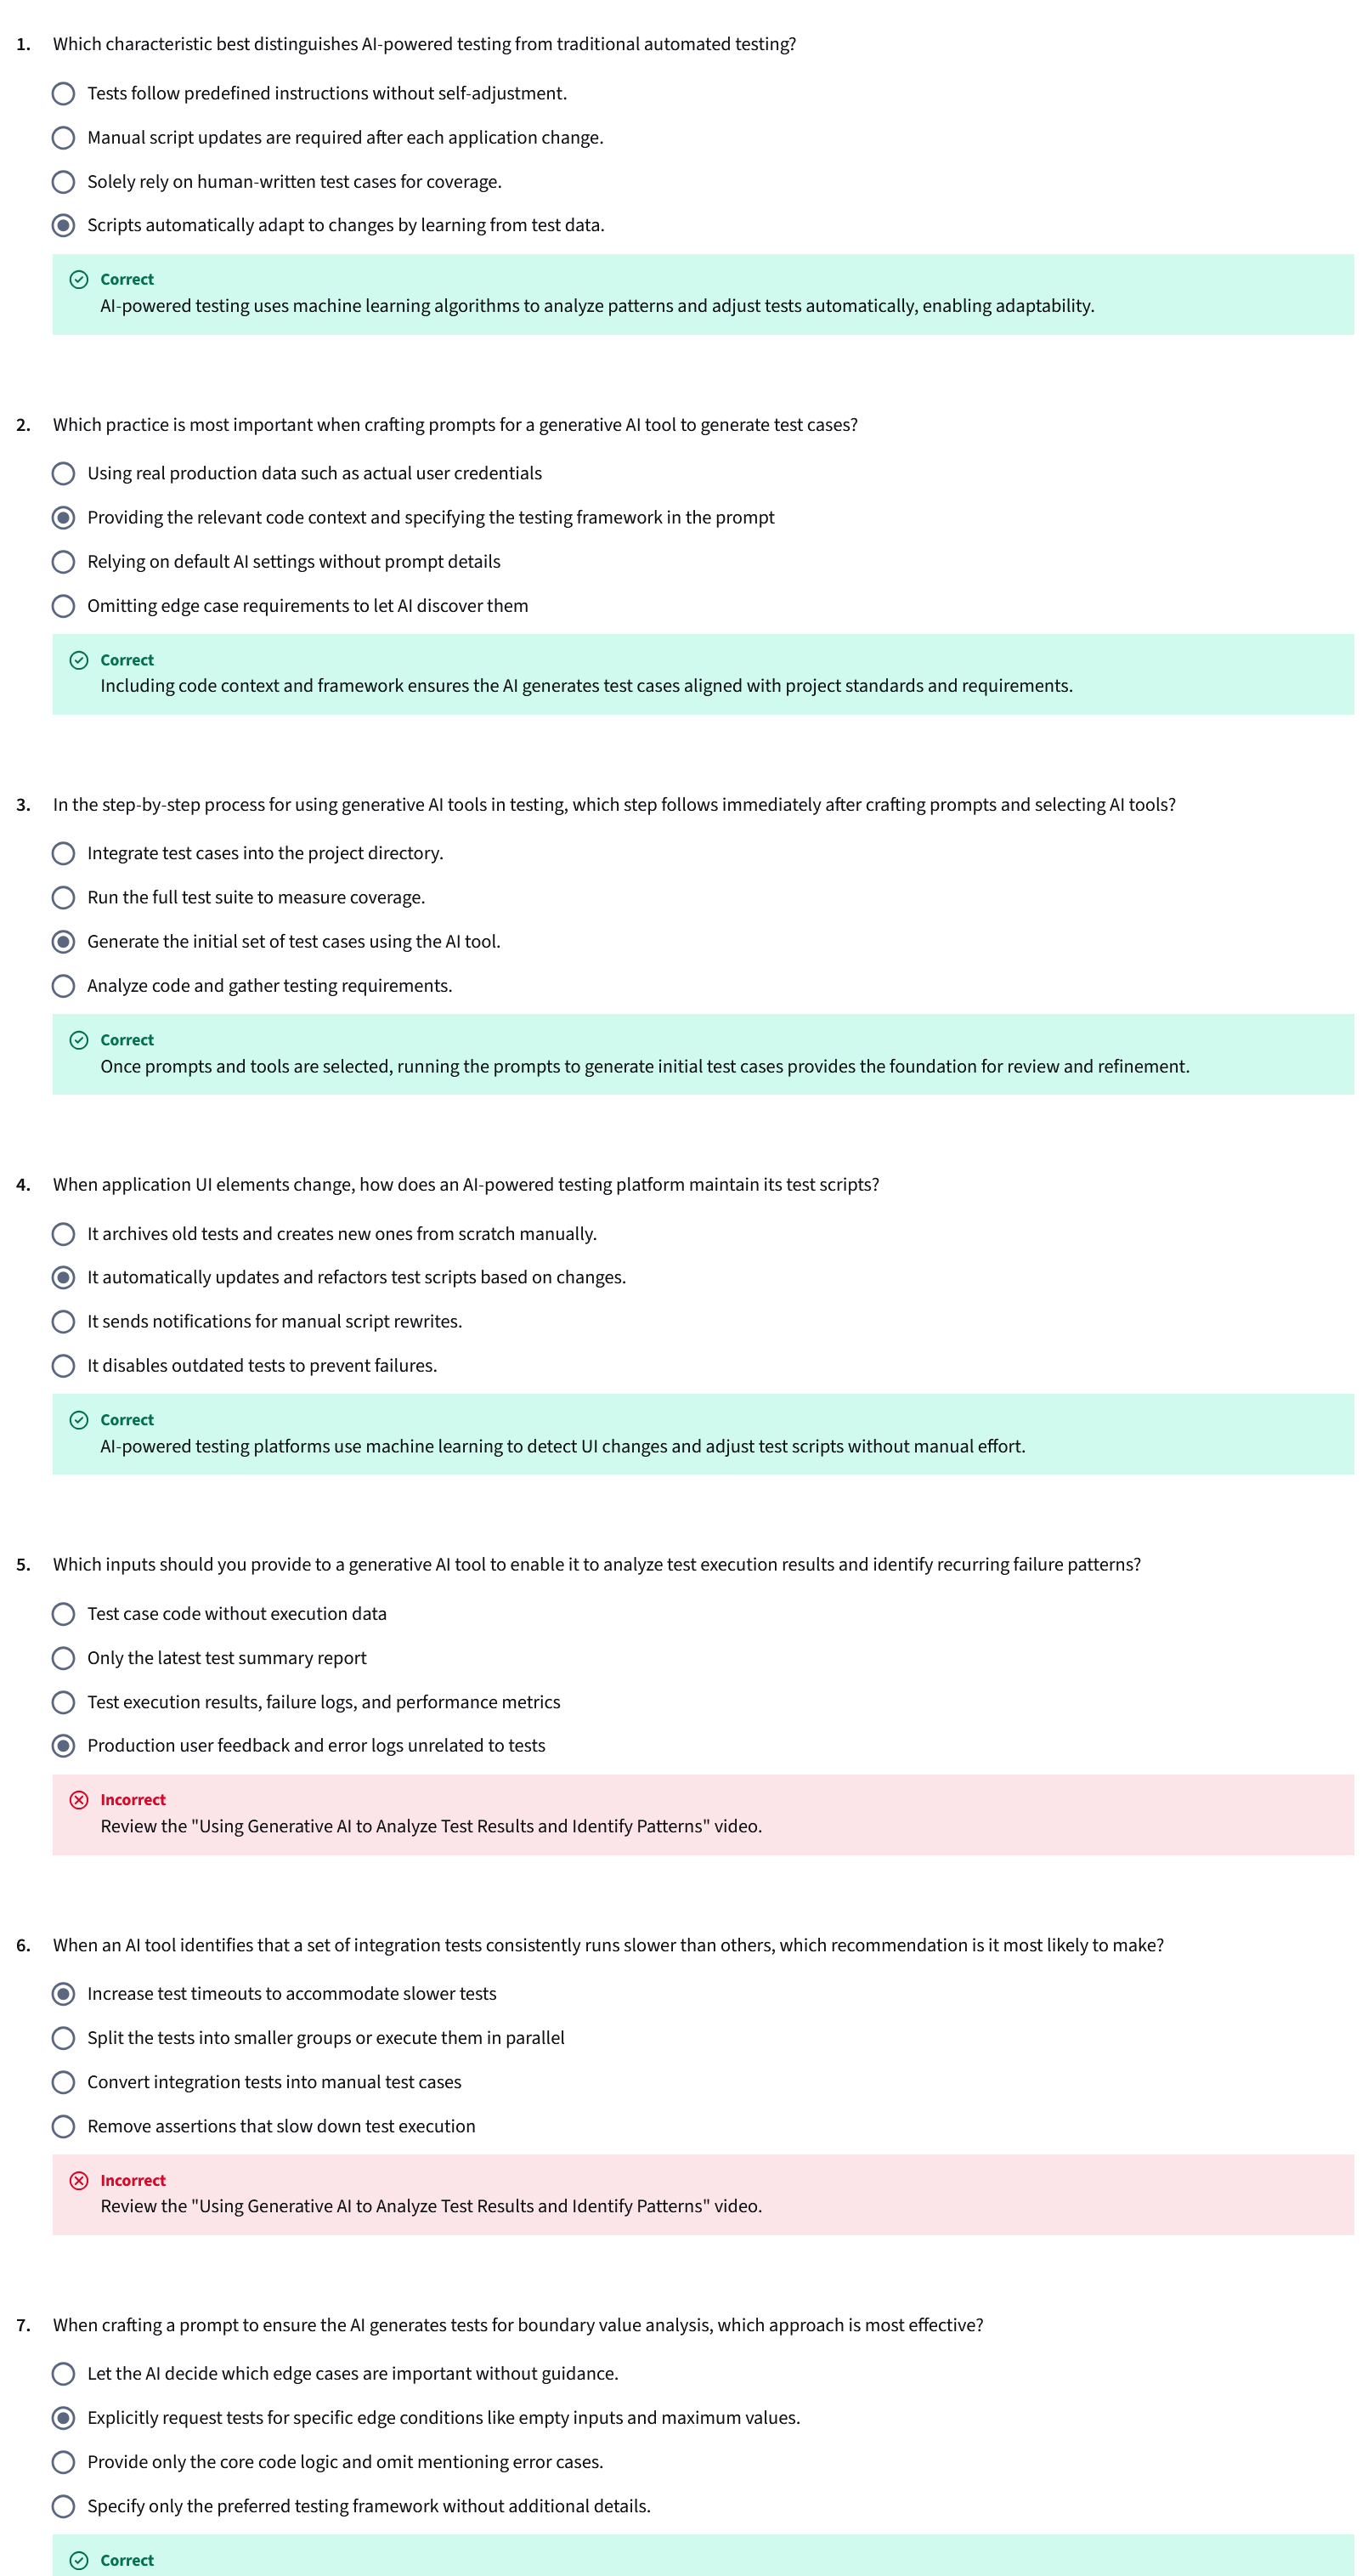 1. Which characteristic best distinguishes AI-powered testing from traditional automated testing?
Tests follow predefined instructions without self-adjustment.
Manual script updates are required after each application change.
Solely rely on human-written test cases for coverage.
Scripts automatically adapt to changes by learning from test data.
Correct
AI-powered testing uses machine learning algorithms to analyze patterns and adjust tests automatically, enabling adaptability.
2. Which practice is most important when crafting prompts for a generative AI tool to generate test cases?
Using real production data such as actual user credentials
Providing the relevant code context and specifying the testing framework in the prompt
Relying on default AI settings without prompt details
Omitting edge case requirements to let AI discover them
Correct
Including code context and framework ensures the AI generates test cases aligned with project standards and requirements.
3. In the step-by-step process for using generative AI tools in testing, which step follows immediately after crafting prompts and selecting AI tools?
Integrate test cases into the project directory.
Run the full test suite to measure coverage.
Generate the initial set of test cases using the AI tool.
Analyze code and gather testing requirements.
Correct
Once prompts and tools are selected, running the prompts to generate initial test cases provides the foundation for review and refinement.
4. When application UI elements change, how does an AI-powered testing platform maintain its test scripts?
It archives old tests and creates new ones from scratch manually.
It automatically updates and refactors test scripts based on changes.
It sends notifications for manual script rewrites.
It disables outdated tests to prevent failures.
Correct
AI-powered testing platforms use machine learning to detect UI changes and adjust test scripts without manual effort.
5. Which inputs should you provide to a generative AI tool to enable it to analyze test execution results and identify recurring failure patterns?
Test case code without execution data
Only the latest test summary report
Test execution results, failure logs, and performance metrics
Production user feedback and error logs unrelated to tests
Incorrect
Review the "Using Generative AI to Analyze Test Results and Identify Patterns" video.
6. When an AI tool identifies that a set of integration tests consistently runs slower than others, which recommendation is it most likely to make?
Increase test timeouts to accommodate slower tests
Split the tests into smaller groups or execute them in parallel
Convert integration tests into manual test cases
Remove assertions that slow down test execution
Incorrect
Review the "Using Generative AI to Analyze Test Results and Identify Patterns" video.
7. When crafting a prompt to ensure the AI generates tests for boundary value analysis, which approach is most effective?
Let the AI decide which edge cases are important without guidance.
Explicitly request tests for specific edge conditions like empty inputs and maximum values.
Provide only the core code logic and omit mentioning error cases.
Specify only the preferred testing framework without additional details.
Correct